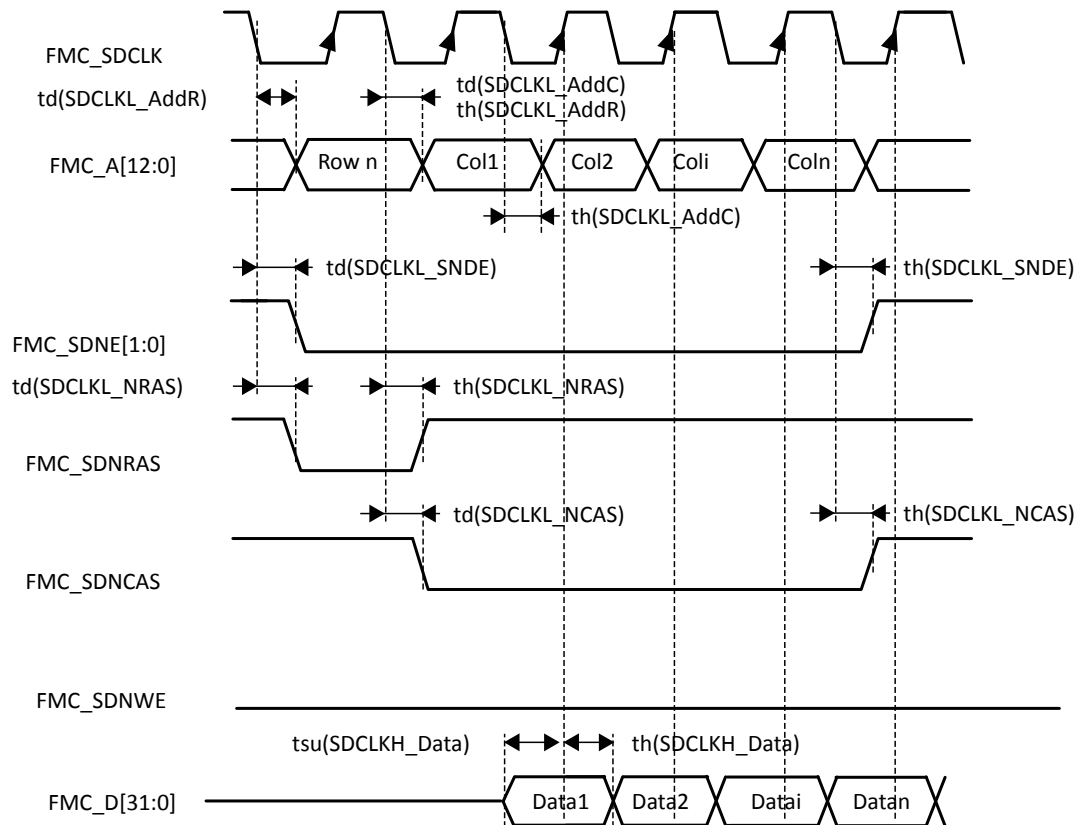 FMC_SDCLK
td(SDCLKL_AddR)
td(SDCLKL_AddC)
th(SDCLKL_AddR)
FMC_A[12:0]
Row n
Col1
Col2
Coli
Coln
th(SDCLKL_AddC)
td(SDCLKL_SNDE)
th(SDCLKL_SNDE)
FMC_SDNE[1:0]
td(SDCLKL_NRAS)
th(SDCLKL_NRAS)
FMC_SDNRAS
td(SDCLKL_NCAS)
th(SDCLKL_NCAS)
FMC_SDNCAS
FMC_SDNWE
tsu(SDCLKH_Data)
th(SDCLKH_Data)
FMC_D[31:0]
Data1
Data2
Datai
Datan